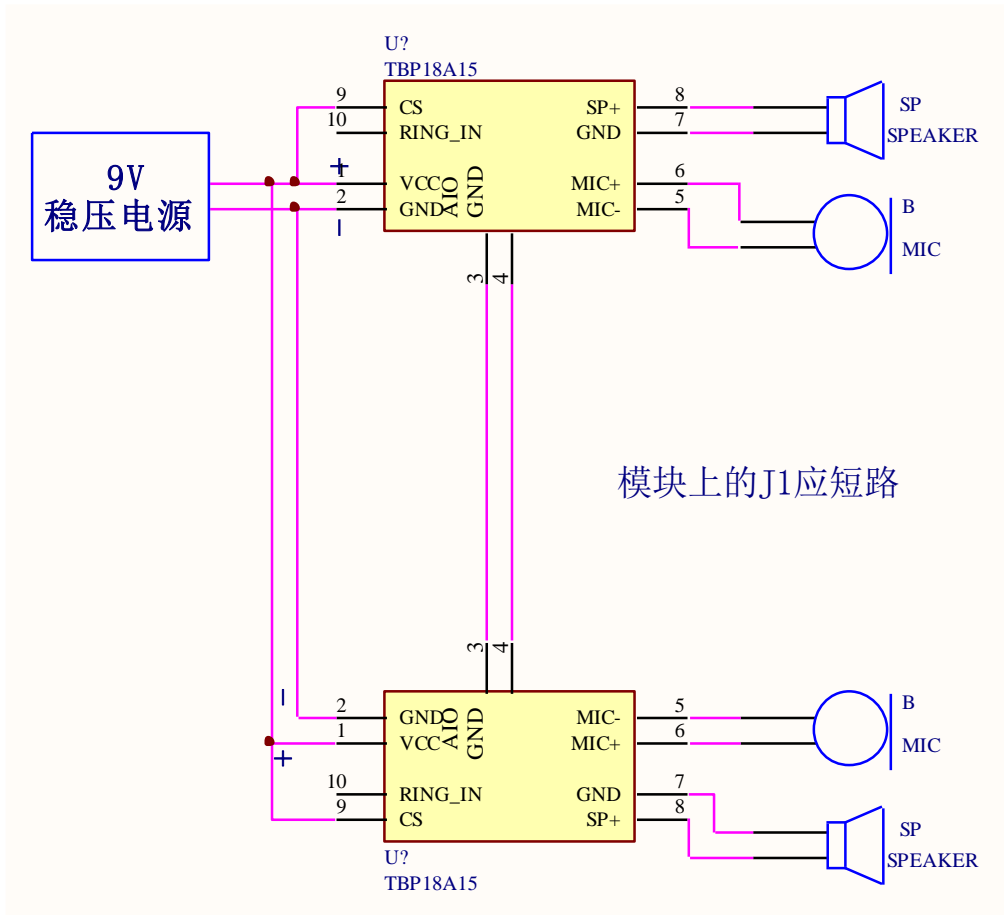 U?
TBP18A15
9
CS
SP+
8
SP
10
RING_IN
GND
7
SPEAKER
9V
稳压电源
+
1
VCC
AIO
GND
MIC+
6
2
GND
MIC-
5
B
-
MIC
3
4
模块上的J1应短路
3
4
-
2
GND
AIO
GND
MIC-
5
B
1
VCC
MIC+
6
MIC
+
10
RING_IN
GND
7
9
CS
SP+
8
SP
SPEAKER
U?
TBP18A15